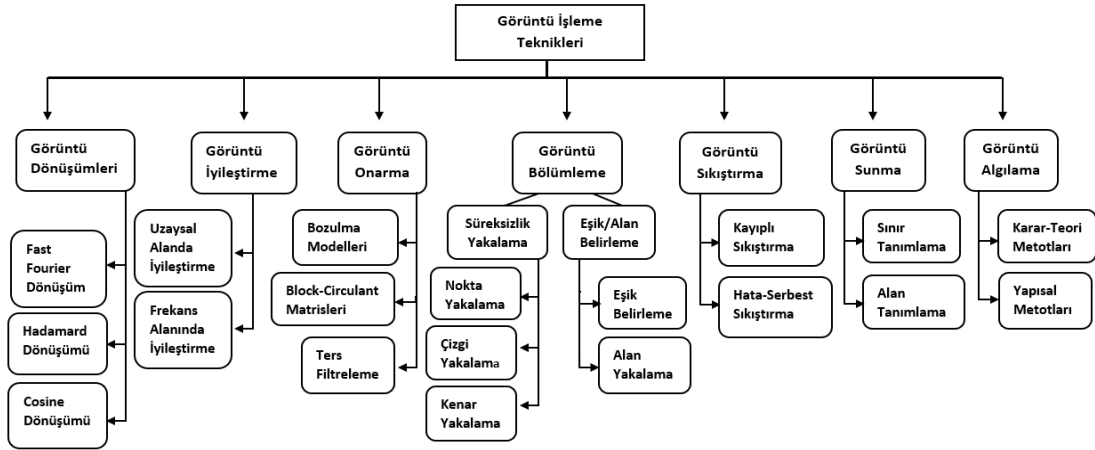 Görüntü İşleme
Teknikleri
Görüntü
Dönüşümleri
Görüntü
İyileştirme
Görüntü
Onarma
Görüntü
Bölümleme
Görüntü
Sıkıştırma
Görüntü
Sunma
Görüntü
Algılama
Fast
Fourier
Dönüşüm
Hadamard
Dönüşümü
Cosine
Dönüşümü
Uzaysal
Alanda
İyileştirme
Frekans
Alanında
İyileştirme
Bozulma
Modelleri
Block-Circulant
Matrisleri
Ters
Filtreleme
Süreksizlik
Yakalama
Nokta
Yakalama
Çizgi
Yakalama
Kenar
Yakalama
Eşik/Alan
Belirleme
Eşik
Belirleme
Alan
Yakalama
Kayıplı
Sıkıştırma
Hata-Serbest
Sıkıştırma
Sınır
Tanımlama
Alan
Tanımlama
Karar-Teori
Metotları
Yapısal
Metotları